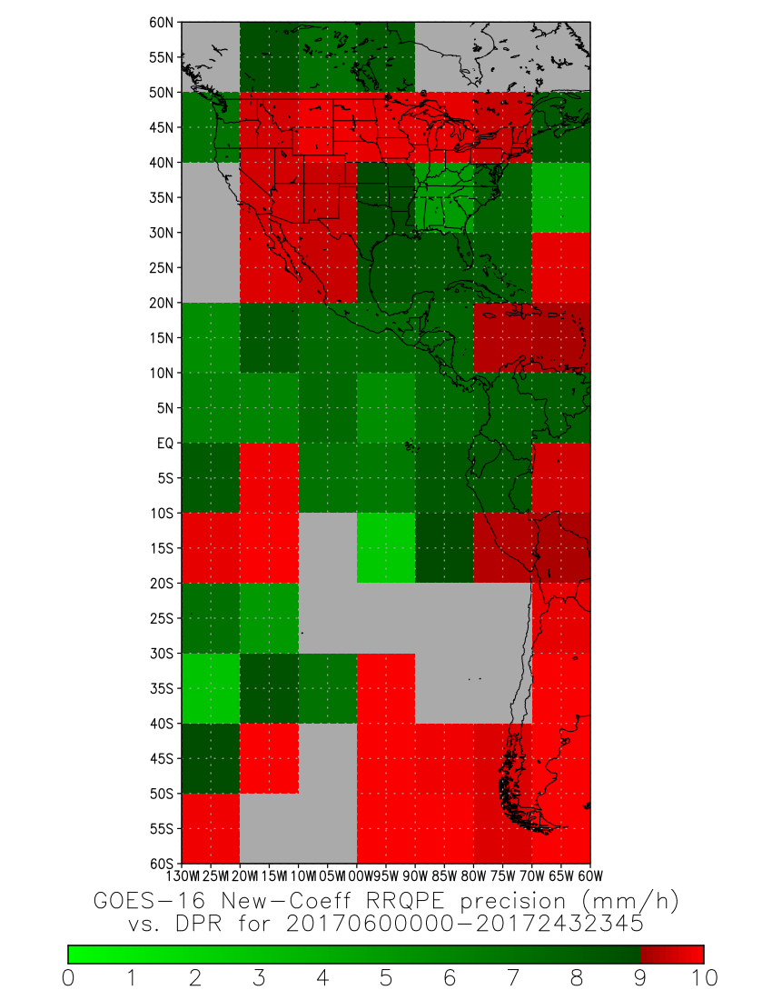 60N
55N
50N
45N
40N
35N
30N
25N
20N
15N
10N
5N
EQ
5S
10S
15S
20S
25S
30S
35S
40S
45S
50S
55S
60S
130W 125W 120W 115W 110W 105W 100W 95W 90W 85W 80W 75W 70W 65W 60W
GOES-16 New-Coeff RRQPE precision (mm/h)
vs. DPR for 20170600000-20172432345
0 1 2 3 4 5 6 7 8 9 10